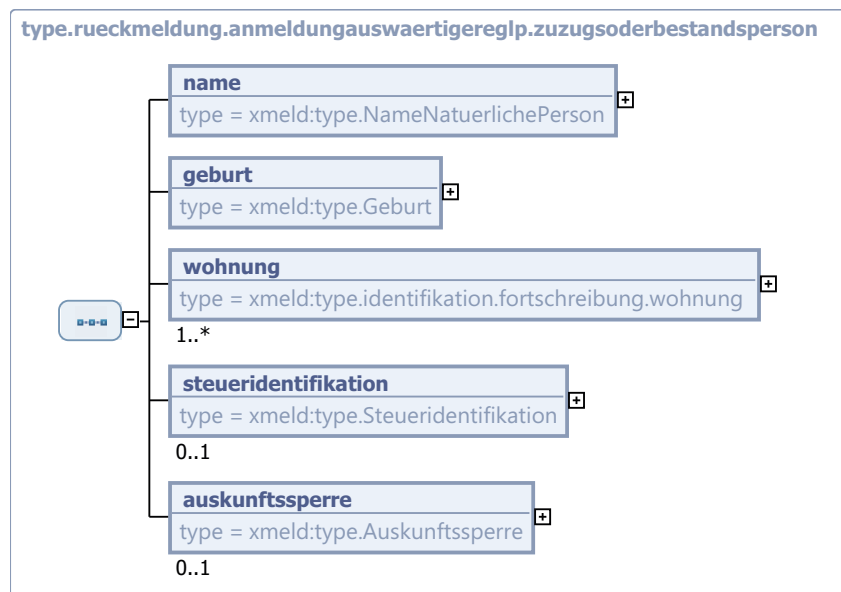 type.rueckmeldung.anmeldungauswaertigereglp.zuzugsoderbestandsperson
name
type = xmeld:type.NameNatuerlichePerson
geburt
type = xmeld:type.Geburt
wohnung
type = xmeld:type.identifikation.fortschreibung.wohnung
1..*
steueridentifikation
type = xmeld:type.Steueridentifikation
0..1
auskunftssperre
type = xmeld:type.Auskunftssperre
0..1